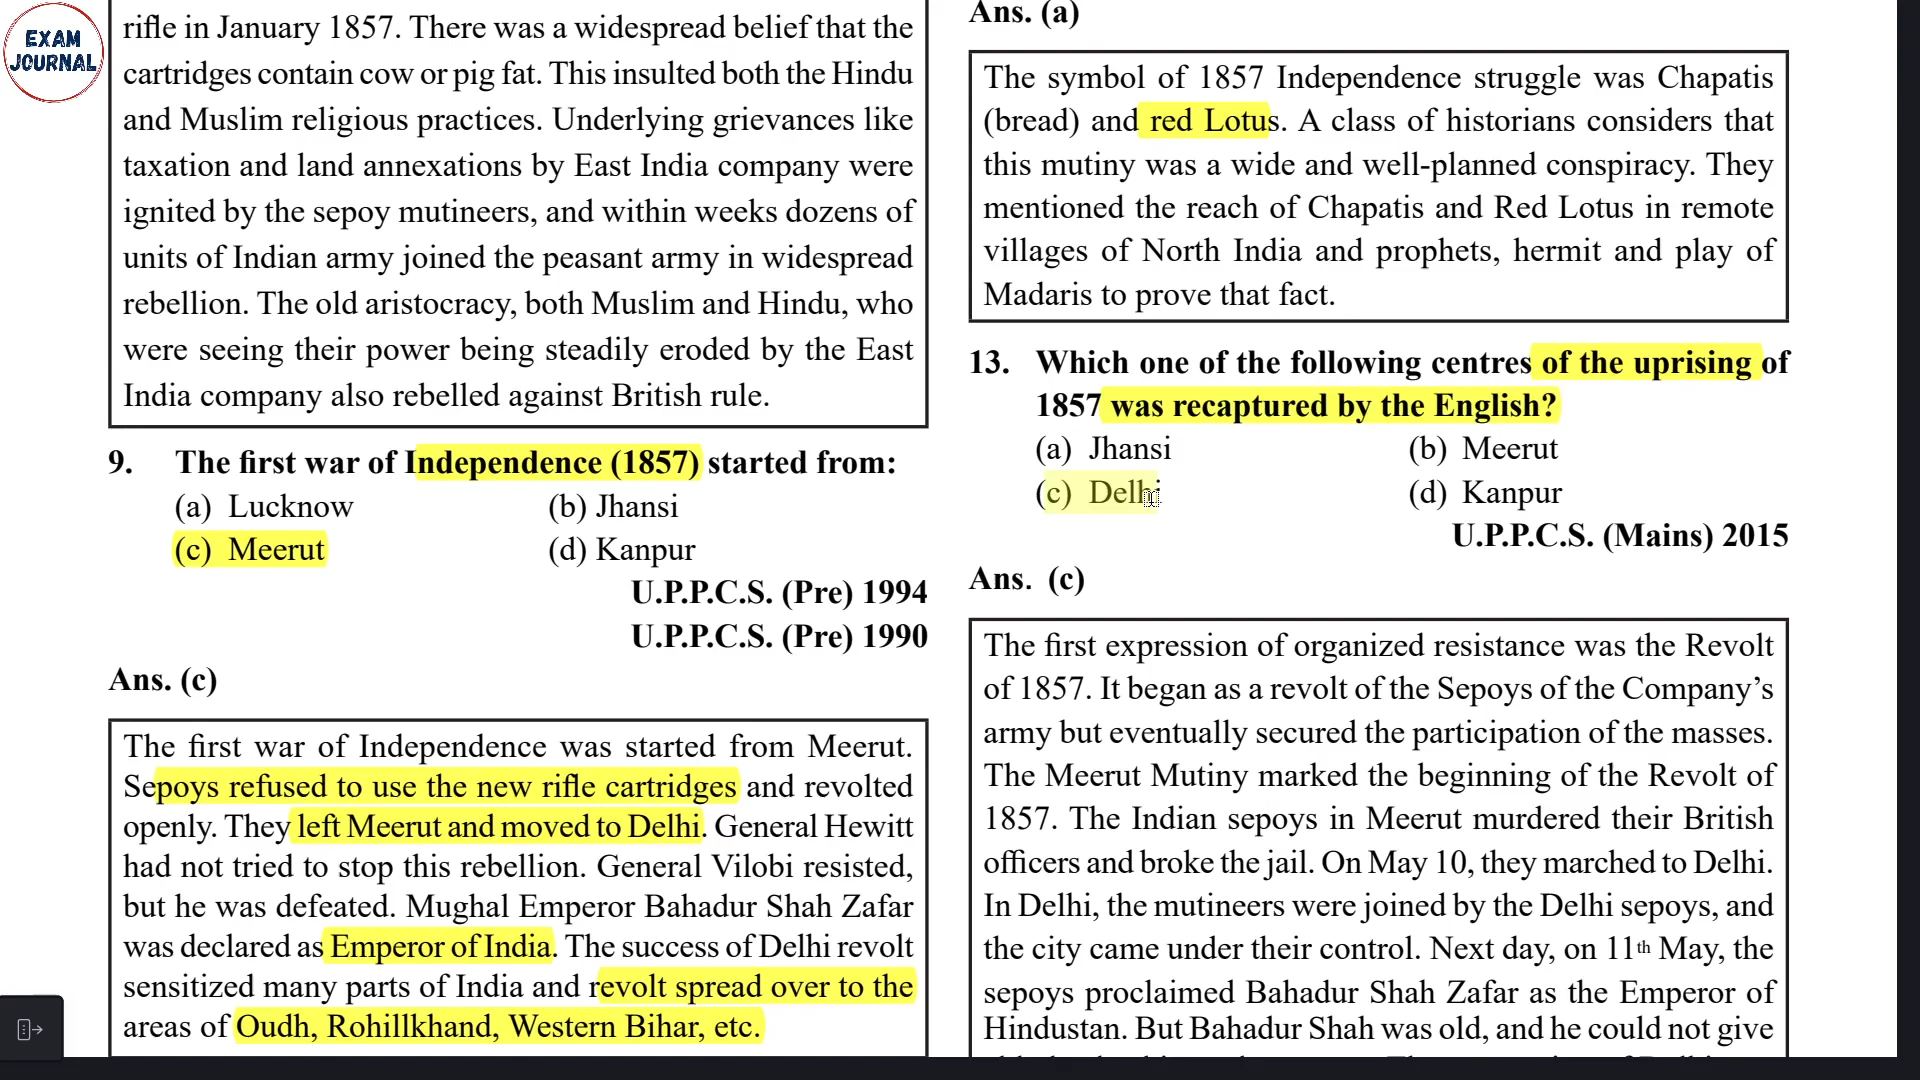 EXAM
JOURNAL
rifle in January 1857. There was a widespread belief that the
cartridges contain cow or pig fat. This insulted both the Hindu
and Muslim religious practices. Underlying grievances like
taxation and land annexations by East India company were
ignited by the sepoy mutineers, and within weeks dozens of
units of Indian army joined the peasant army in widespread
rebellion. The old aristocracy, both Muslim and Hindu, who
were seeing their power being steadily eroded by the East
India company also rebelled against British rule.
9. The first war of Independence (1857) started from:
(a) Lucknow (b) Jhansi
(c) Meerut (d) Kanpur
U.P.P.C.S. (Pre) 1994
U.P.P.C.S. (Pre) 1990
Ans. (c)
The first war of Independence was started from Meerut.
Sepoys refused to use the new rifle cartridges and revolted
openly. They left Meerut and moved to Delhi. General Hewitt
had not tried to stop this rebellion. General Vilobi resisted,
but he was defeated. Mughal Emperor Bahadur Shah Zafar
was declared as Emperor of India. The success of Delhi revolt
sensitized many parts of India and revolt spread over to the
areas of Oudh, Rohillkhand, Western Bihar, etc.
Ans. (a)
The symbol of 1857 Independence struggle was Chapatis
(bread) and red Lotus. A class of historians considers that
this mutiny was a wide and well-planned conspiracy. They
mentioned the reach of Chapatis and Red Lotus in remote
villages of North India and prophets, hermit and play of
Madaris to prove that fact.
13. Which one of the following centres of the uprising of
1857 was recaptured by the English?
(a) Jhansi (b) Meerut
(c) Delhi (d) Kanpur
U.P.P.C.S. (Mains) 2015
Ans. (c)
The first expression of organized resistance was the Revolt
of 1857. It began as a revolt of the Sepoys of the Company's
army but eventually secured the participation of the masses.
The Meerut Mutiny marked the beginning of the Revolt of
1857. The Indian sepoys in Meerut murdered their British
officers and broke the jail. On May 10, they marched to Delhi.
In Delhi, the mutineers were joined by the Delhi sepoys, and
the city came under their control. Next day, on 11th May, the
sepoys proclaimed Bahadur Shah Zafar as the Emperor of
Hindustan. But Bahadur Shah was old, and he could not give